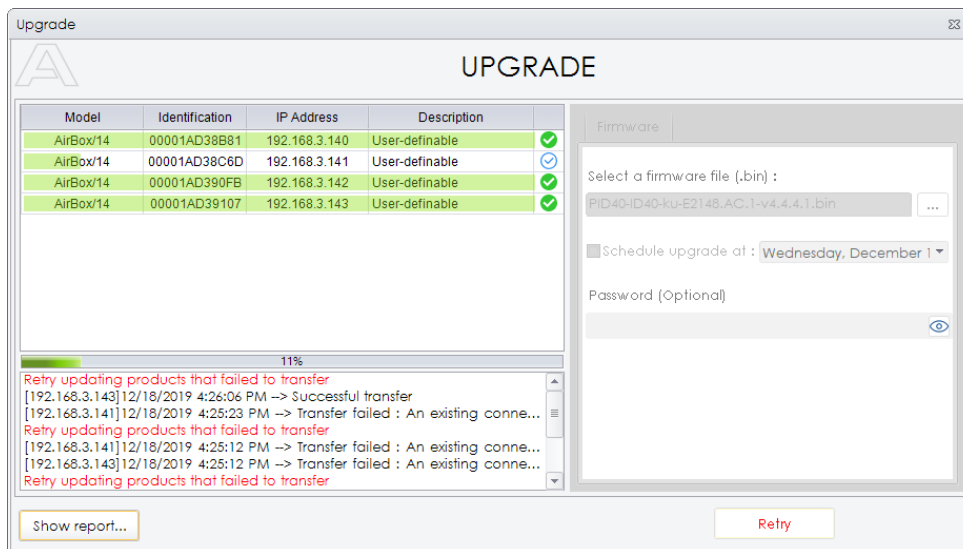 Upgrade
UPGRADE
Model Identification IP Address Description
AirBox/14 00001AD38B81 192.168.3.140 User-definable
AirBox/14 00001AD38C6D 192.168.3.141 User-definable
AirBox/14 00001AD390FB 192.168.3.142 User-definable
AirBox/14 00001AD39107 192.168.3.143 User-definable
11%
Retry updating products that failed to transfer
[192.168.3.143]12/18/2019 4:26:06 PM --> Successful transfer
[192.168.3.141]12/18/2019 4:25:23 PM --> Transfer failed : An existing conne...
Retry updating products that failed to transfer
[192.168.3.141]12/18/2019 4:25:12 PM --> Transfer failed : An existing conne...
[192.168.3.143]12/18/2019 4:25:12 PM --> Transfer failed : An existing conne...
Retry updating products that failed to transfer
Show report...
Firmware
Select a firmware file (.bin) :
PID40-ID40-ku-E2148.AC.1-v4.4.4.1.bin
...
Schedule upgrade at : Wednesday, December 1
Password (Optional)
Retry